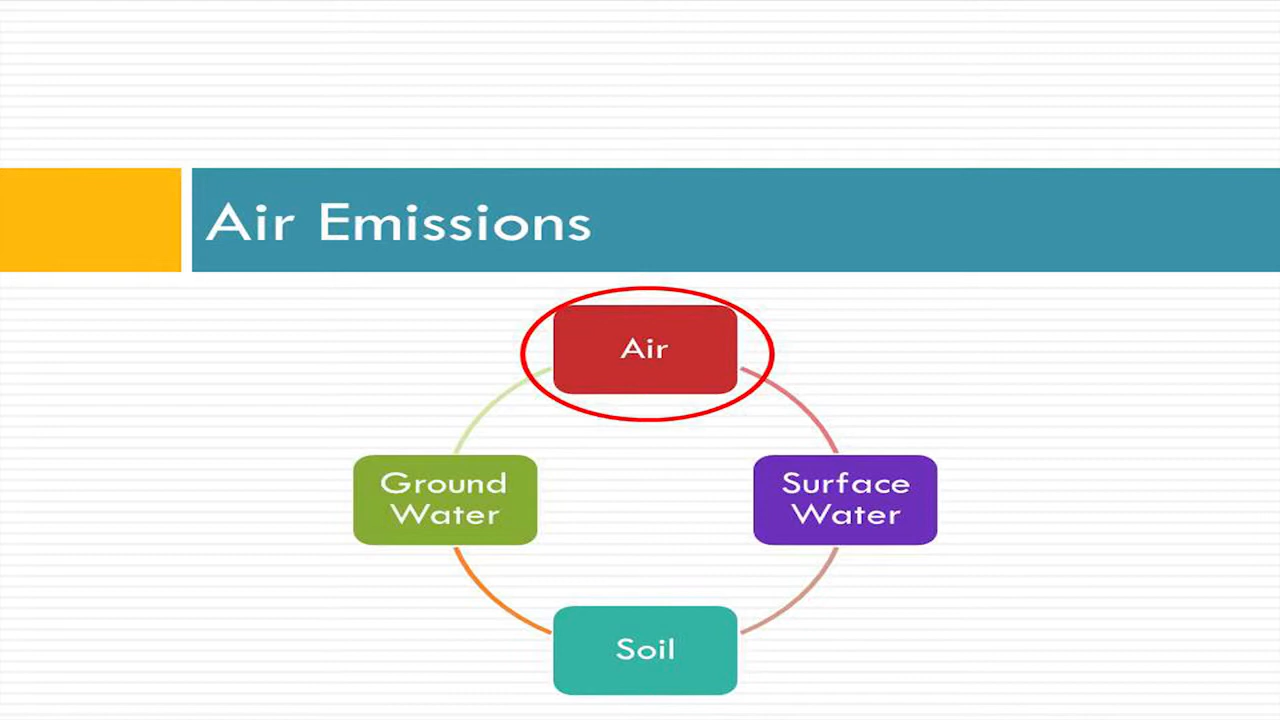 Air Emissions
Air
Ground
Water
Surface
Water
Soil